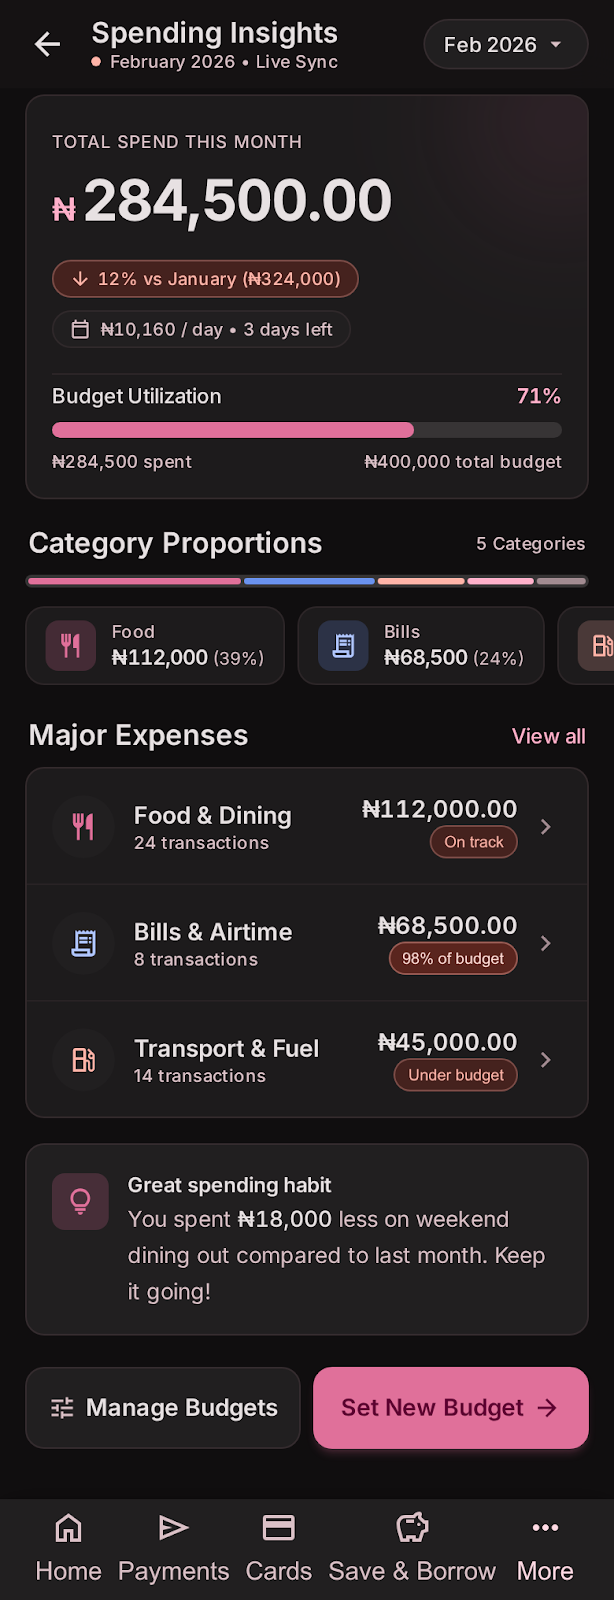 Spending Insights
February 2026 • Live Sync
Feb 2026
TOTAL SPEND THIS MONTH
₦ 284,500.00
12% vs January (₦324,000)
₦10,160 / day • 3 days left
Budget Utilization 71%
₦284,500 spent ₦400,000 total budget
Category Proportions 5 Categories
Food
₦112,000 (39%)
Bills
₦68,500 (24%)
Major Expenses View all
Food & Dining ₦112,000.00
24 transactions On track
Bills & Airtime ₦68,500.00
8 transactions 98% of budget
Transport & Fuel ₦45,000.00
14 transactions Under budget
Great spending habit
You spent ₦18,000 less on weekend
dining out compared to last month. Keep
it going!
Manage Budgets Set New Budget
Home Payments Cards Save & Borrow More